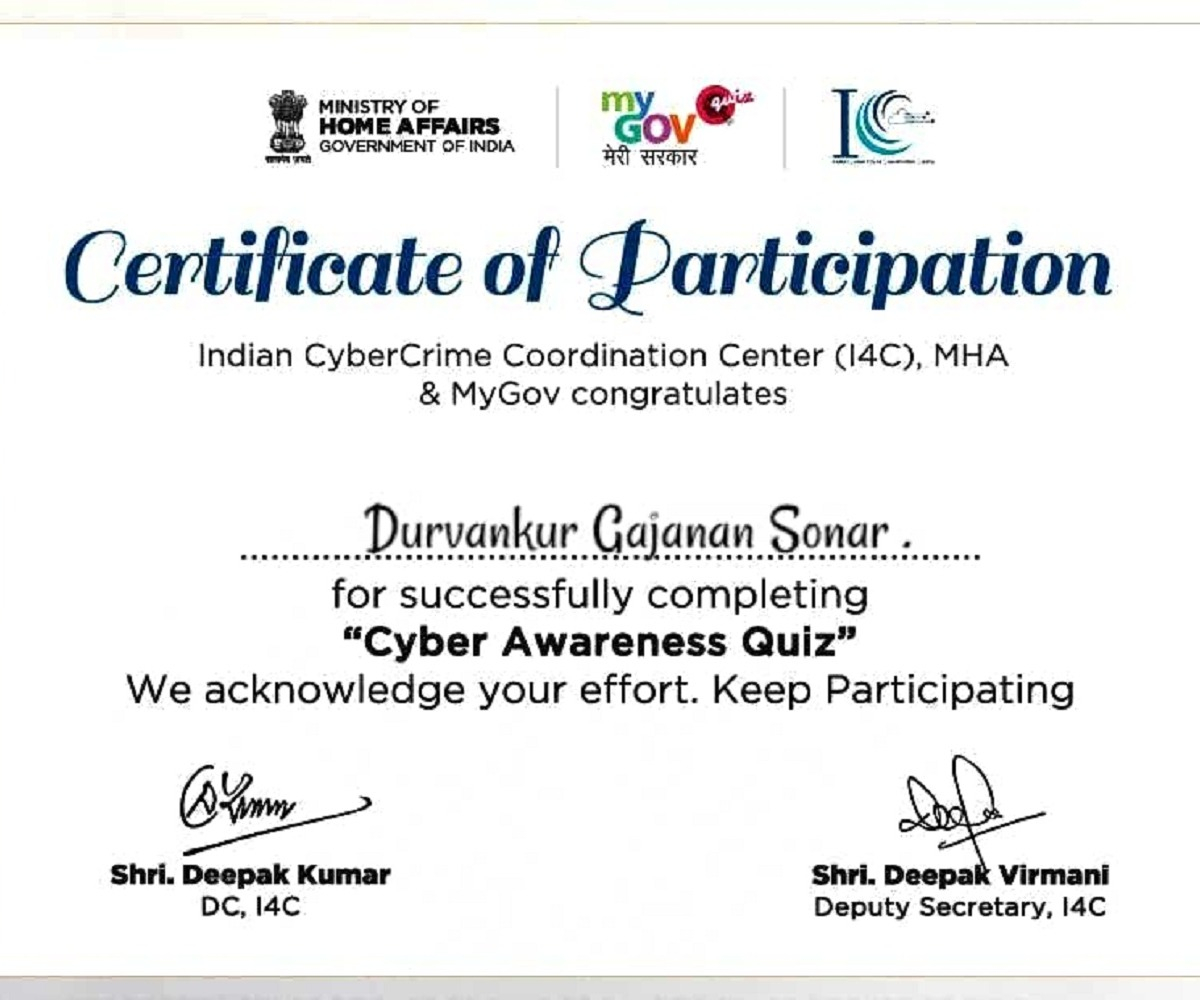 MINISTRY OF
HOME AFFAIRS
GOVERNMENT OF INDIA
सत्यमेव जयते
my
GOV
quiz
मेरी सरकार
Certificate of Participation
Indian CyberCrime Coordination Center (I4C), MHA
& MyGov congratulates
Durvankur Gajanan Sonar .
for successfully completing
“Cyber Awareness Quiz”
We acknowledge your effort. Keep Participating
Shri. Deepak Kumar
DC, I4C
Shri. Deepak Virmani
Deputy Secretary, I4C